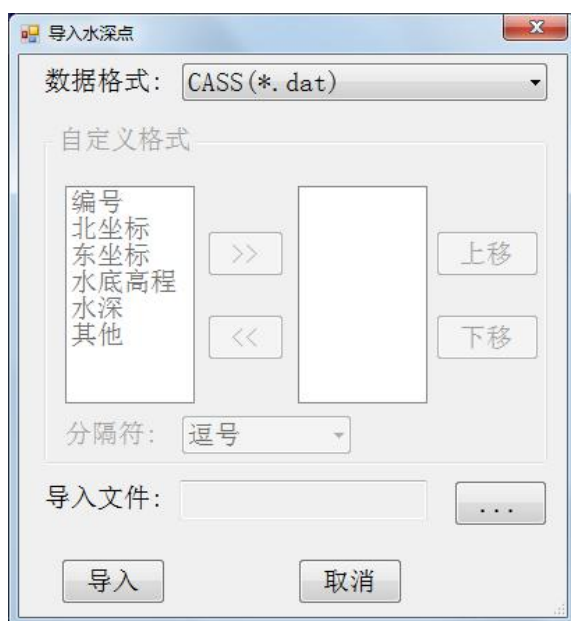 导入水深点
数据格式: CASS(*.dat)
自定义格式
编号
北坐标
东坐标
水底高程
水深
其他
>>
<<
上移
下移
分隔符: 逗号
导入文件: ...
导入 取消